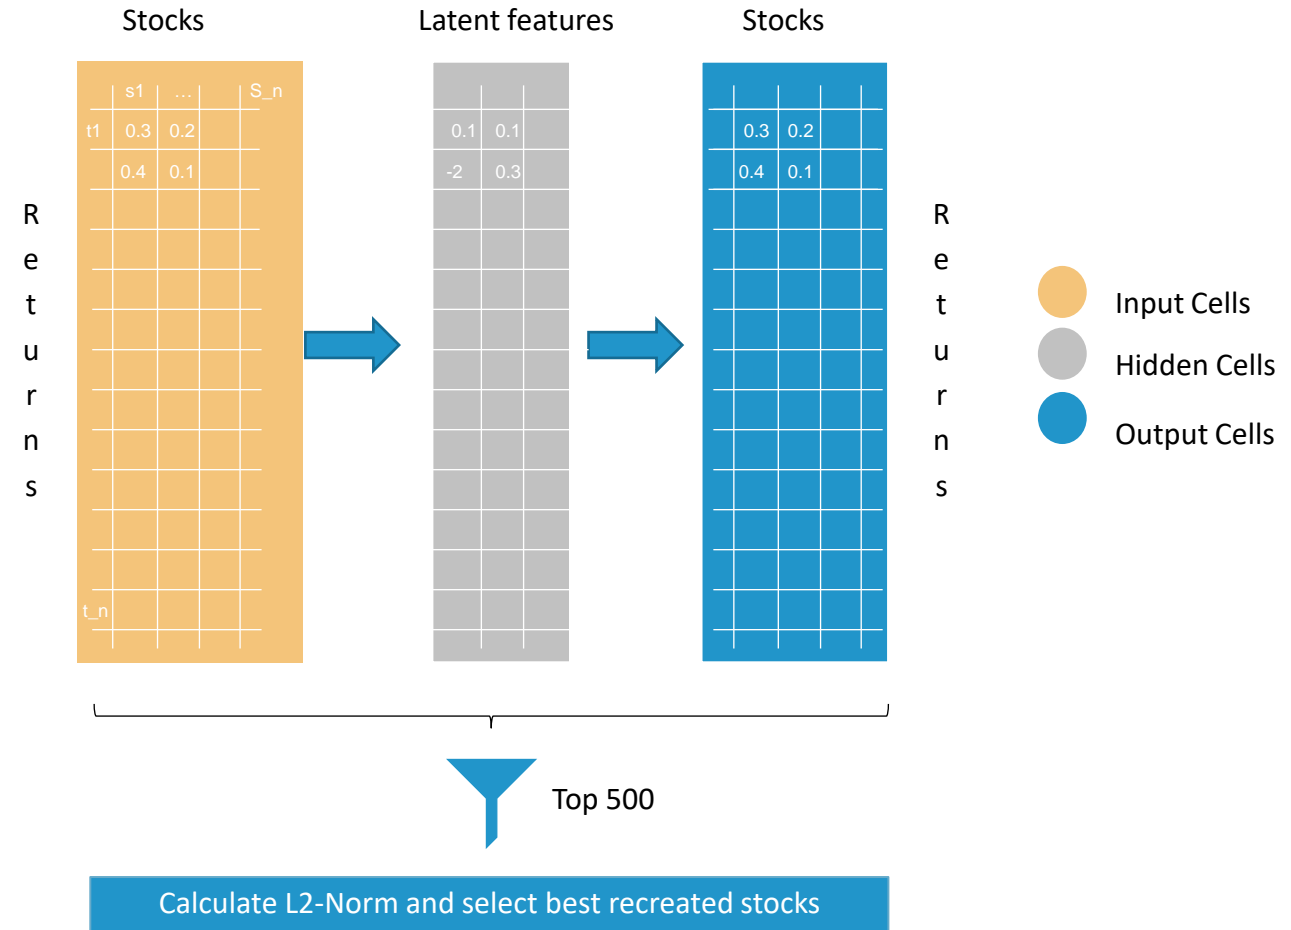 Stocks
Latent features
Stocks
s1 … S_n
t1 0.3 0.2
0.4 0.1
t_n
0.1 0.1
-2 0.3
0.3 0.2
0.4 0.1
R
e
t
u
r
n
s
R
e
t
u
r
n
s
Input Cells
Hidden Cells
Output Cells
Top 500
Calculate L2-Norm and select best recreated stocks